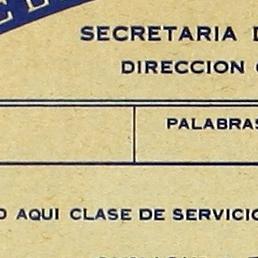 SECRETARIA
DIRECCION
PALABRAS
AQUI CLASE DE SERVICIO